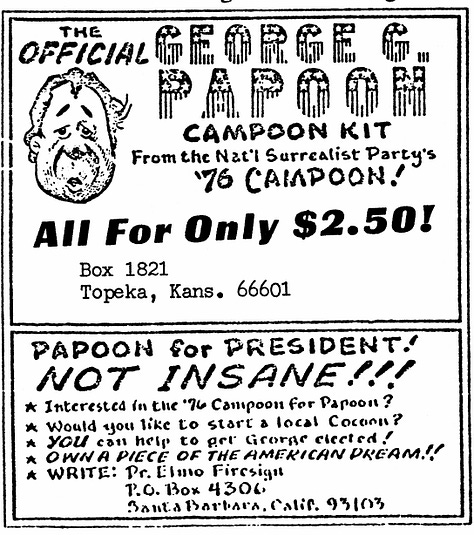 THE
OFFICIAL
GEORGE G.
PAPOON
CAMPOON KIT
From the Nat'l Surrealist Party's
'76 CAMPOON!
All For Only $2.50!
Box 1821
Topeka, Kans. 66601
PAPOON for PRESIDENT!
NOT INSANE!!!
★ Interested in the '76 Campoon for Papoon?
★ Would you like to start a local Cocoon?
★ YOU can help to get George elected!
★ OWN A PIECE OF THE AMERICAN DREAM!!
★ WRITE: Dr. Elmo Firesign
P.O. Box 4306
Santa Barbara, Calif. 93103